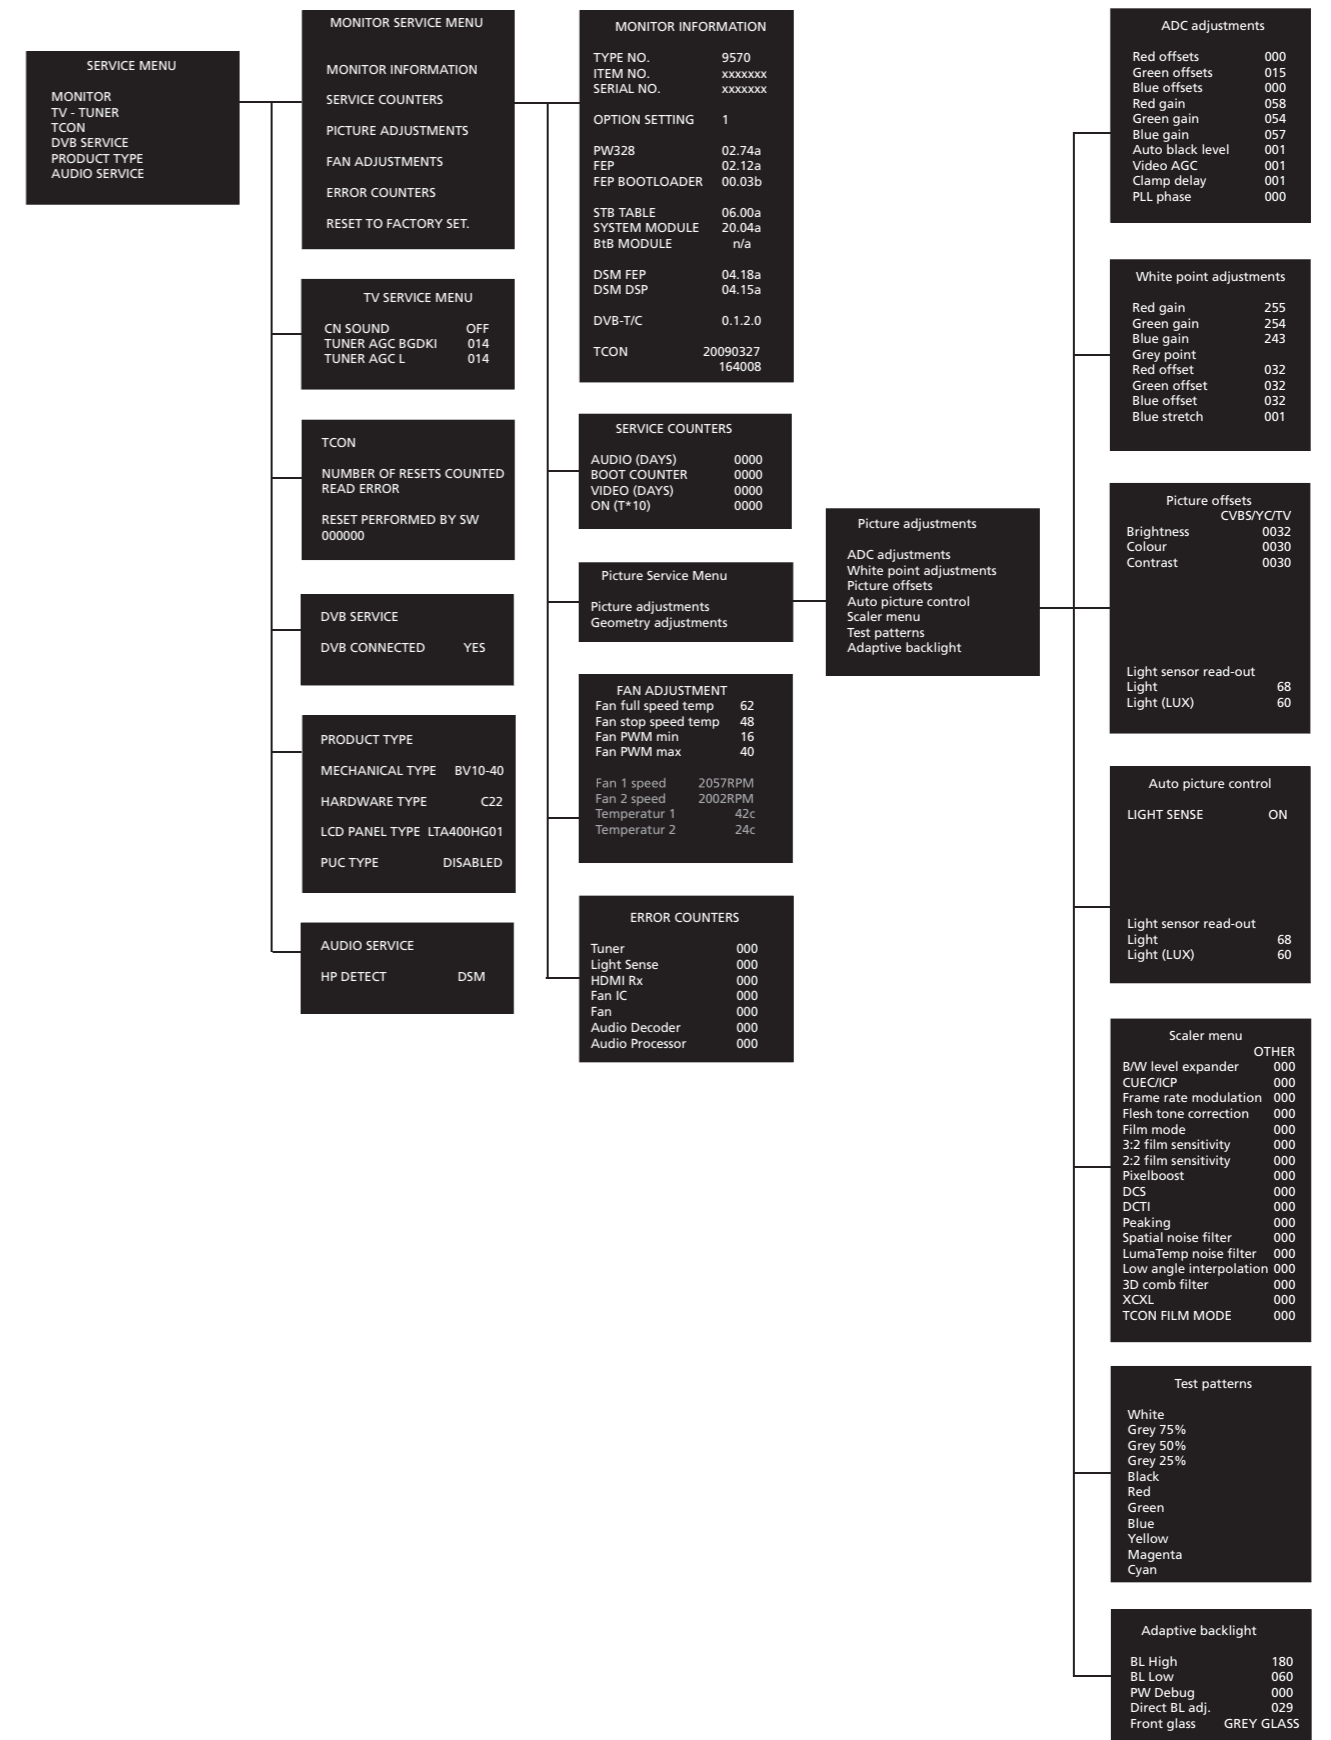 SERVICE MENU
MONITOR
TV - TUNER
TCON
DVB SERVICE
PRODUCT TYPE
AUDIO SERVICE
MONITOR SERVICE MENU
MONITOR INFORMATION
SERVICE COUNTERS
PICTURE ADJUSTMENTS
FAN ADJUSTMENTS
ERROR COUNTERS
RESET TO FACTORY SET.
TV SERVICE MENU
CN SOUND OFF
TUNER AGC BGDKI 014
TUNER AGC L 014
TCON
NUMBER OF RESETS COUNTED
READ ERROR
RESET PERFORMED BY SW
000000
DVB SERVICE
DVB CONNECTED YES
PRODUCT TYPE
MECHANICAL TYPE BV10-40
HARDWARE TYPE C22
LCD PANEL TYPE LTA400HG01
PUC TYPE DISABLED
AUDIO SERVICE
HP DETECT DSM
MONITOR INFORMATION
TYPE NO. 9570
ITEM NO. xxxxxxx
SERIAL NO. xxxxxxx
OPTION SETTING 1
PW328 02.74a
FEP 02.12a
FEP BOOTLOADER 00.03b
STB TABLE 06.00a
SYSTEM MODULE 20.04a
BtB MODULE n/a
DSM FEP 04.18a
DSM DSP 04.15a
DVB-T/C 0.1.2.0
TCON 20090327
164008
SERVICE COUNTERS
AUDIO (DAYS) 0000
BOOT COUNTER 0000
VIDEO (DAYS) 0000
ON (T*10) 0000
Picture Service Menu
Picture adjustments
Geometry adjustments
FAN ADJUSTMENT
Fan full speed temp 62
Fan stop speed temp 48
Fan PWM min 16
Fan PWM max 40
Fan 1 speed 2057RPM
Fan 2 speed 2002RPM
Temperatur 1 42c
Temperatur 2 24c
ERROR COUNTERS
Tuner 000
Light Sense 000
HDMI Rx 000
Fan IC 000
Fan 000
Audio Decoder 000
Audio Processor 000
Picture adjustments
ADC adjustments
White point adjustments
Picture offsets
Auto picture control
Scaler menu
Test patterns
Adaptive backlight
ADC adjustments
Red offsets 000
Green offsets 015
Blue offsets 000
Red gain 058
Green gain 054
Blue gain 057
Auto black level 001
Video AGC 001
Clamp delay 001
PLL phase 000
White point adjustments
Red gain 255
Green gain 254
Blue gain 243
Grey point
Red offset 032
Green offset 032
Blue offset 032
Blue stretch 001
Picture offsets
CVBS/YC/TV
Brightness 0032
Colour 0030
Contrast 0030
Light sensor read-out
Light 68
Light (LUX) 60
Auto picture control
LIGHT SENSE ON
Light sensor read-out
Light 68
Light (LUX) 60
Scaler menu
OTHER
B/W level expander 000
CUEC/ICP 000
Frame rate modulation 000
Flesh tone correction 000
Film mode 000
3:2 film sensitivity 000
2:2 film sensitivity 000
Pixelboost 000
DCS 000
DCTI 000
Peaking 000
Spatial noise filter 000
LumaTemp noise filter 000
Low angle interpolation 000
3D comb filter 000
XCXL 000
TCON FILM MODE 000
Test patterns
White
Grey 75%
Grey 50%
Grey 25%
Black
Red
Green
Blue
Yellow
Magenta
Cyan
Adaptive backlight
BL High 180
BL Low 060
PW Debug 000
Direct BL adj. 029
Front glass GREY GLASS